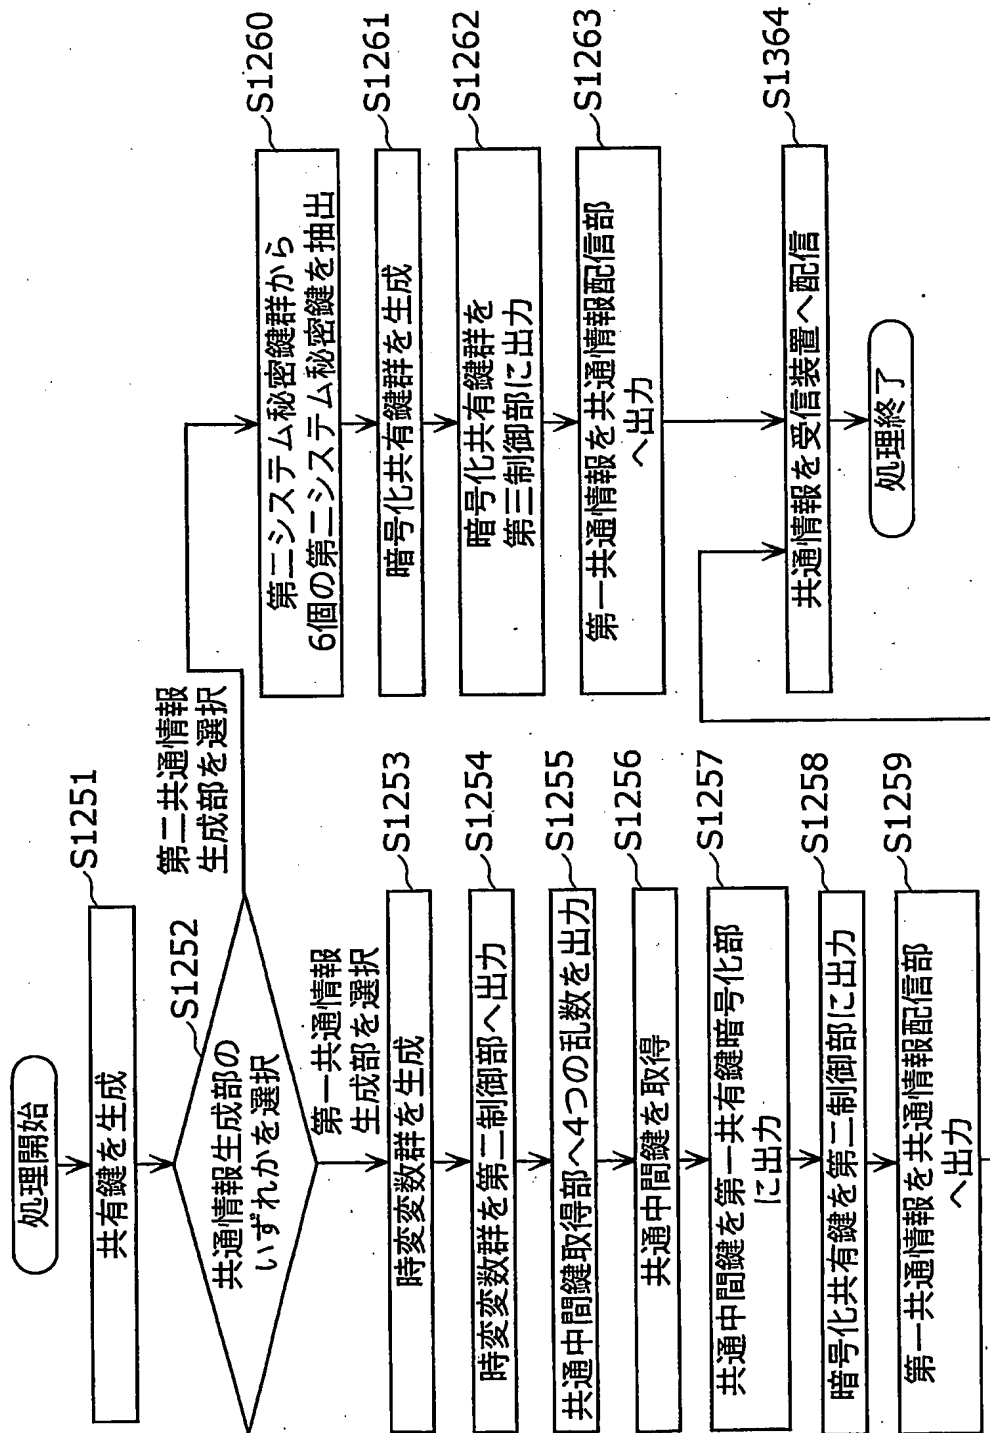 処理開始
共有鍵を生成
S1251
共通情報生成部の
いずれかを選択
S1252
第二共通情報
生成部を選択
第一共通情報
生成部を選択
時変変数群を生成
S1253
時変変数群を第二制御部へ出力
S1254
共通中間鍵取得部へ4つの乱数を出力
S1255
共通中間鍵を取得
S1256
共通中間鍵を第一共有鍵暗号化部
に出力
S1257
暗号化共有鍵を第二制御部に出力
S1258
第一共通情報を共通情報配信部
へ出力
S1259
第二システム秘密鍵群から
6個の第二システム秘密鍵を抽出
S1260
暗号化共有鍵群を生成
S1261
暗号化共有鍵群を
第三制御部に出力
S1262
第一共通情報を共通情報配信部
へ出力
S1263
共通情報を受信装置へ配信
S1364
処理終了